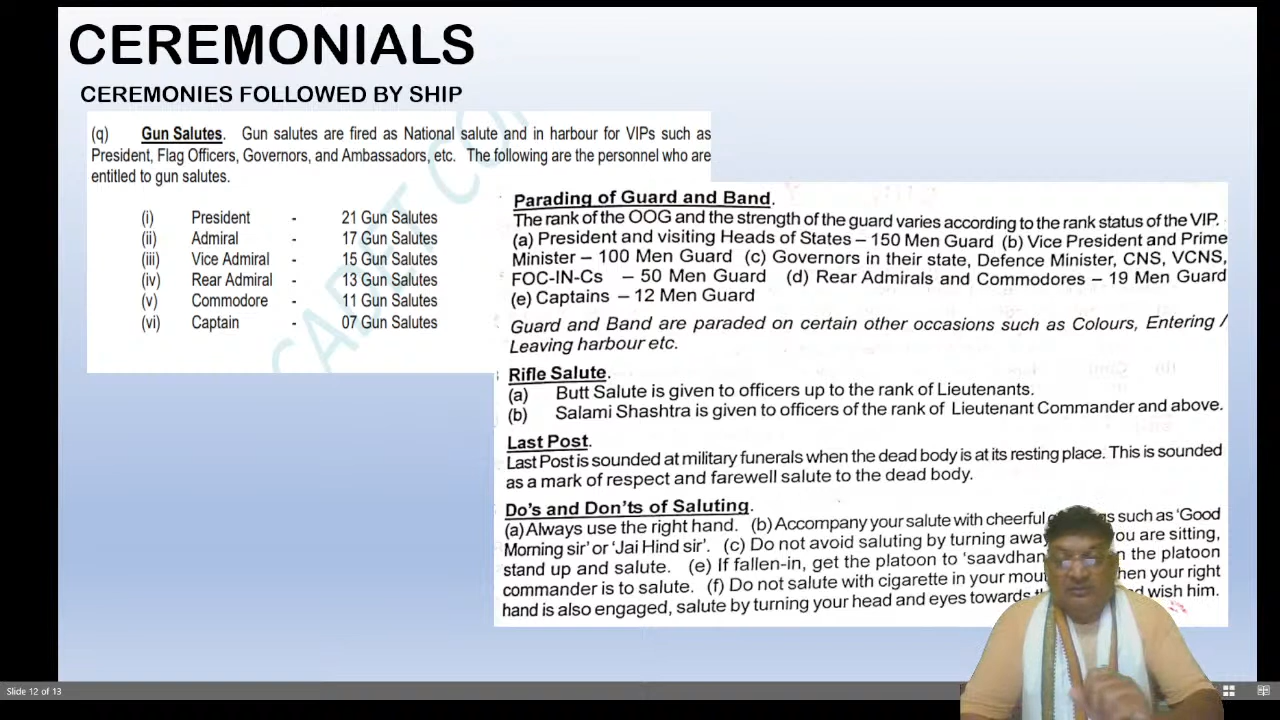 CEREMONIALS
CEREMONIES FOLLOWED BY SHIP
(q) Gun Salutes. Gun salutes are fired as National salute and in harbour for VIPs such as
President, Flag Officers, Governors, and Ambassadors, etc. The following are the personnel who are
entitled to gun salutes.
(i) President - 21 Gun Salutes
(ii) Admiral - 17 Gun Salutes
(iii) Vice Admiral - 15 Gun Salutes
(iv) Rear Admiral - 13 Gun Salutes
(v) Commodore - 11 Gun Salutes
(vi) Captain - 07 Gun Salutes
CADET CO
Parading of Guard and Band.
The rank of the OOG and the strength of the guard varies according to the rank status of the VIP.
(a) President and visiting Heads of States – 150 Men Guard (b) Vice President and Prime
Minister – 100 Men Guard (c) Governors in their state, Defence Minister, CNS, VCNS,
FOC-IN-Cs – 50 Men Guard (d) Rear Admirals and Commodores – 19 Men Guard
(e) Captains – 12 Men Guard
Guard and Band are paraded on certain other occasions such as Colours, Entering /
Leaving harbour etc.
Rifle Salute.
(a) Butt Salute is given to officers up to the rank of Lieutenants.
(b) Salami Shashtra is given to officers of the rank of Lieutenant Commander and above.
Last Post.
Last Post is sounded at military funerals when the dead body is at its resting place. This is sounded
as a mark of respect and farewell salute to the dead body.
Do's and Don'ts of Saluting.
(a) Always use the right hand. (b) Accompany your salute with cheerful such as 'Good
Morning sir' or 'Jai Hind sir'. (c) Do not avoid saluting by turning away you are sitting,
stand up and salute. (e) If fallen-in, get the platoon to 'saavdhan the platoon
commander is to salute. (f) Do not salute with cigarette in your your right
hand is also engaged, salute by turning your head and eyes towards wish him.
Slide 12 of 13